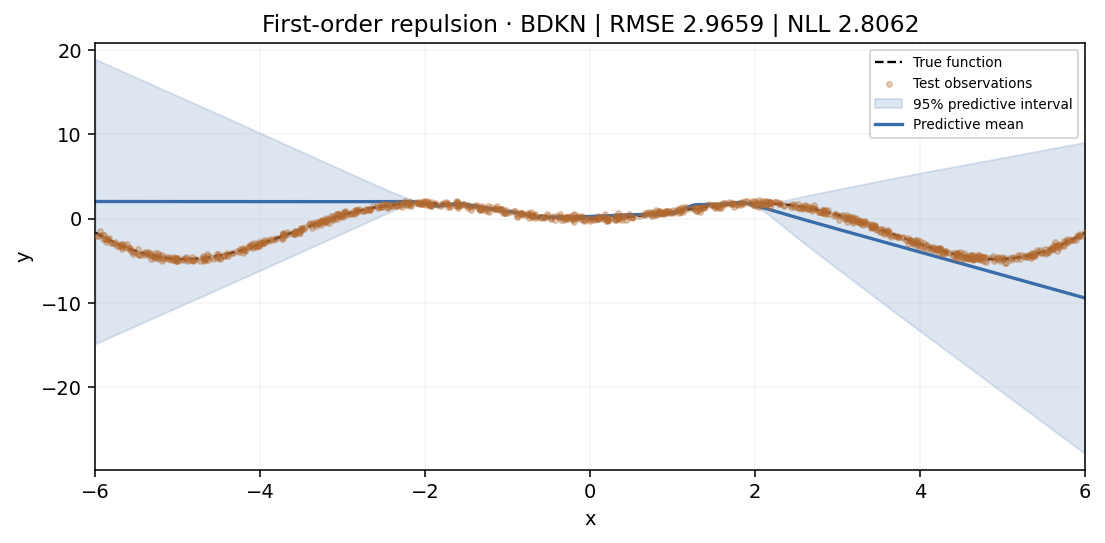 First-order repulsion · BDKN | RMSE 2.9659 | NLL 2.8062
True function
Test observations
95% predictive interval
Predictive mean
20
10
0
−10
−20
y
−6 −4 −2 0 2 4 6
x